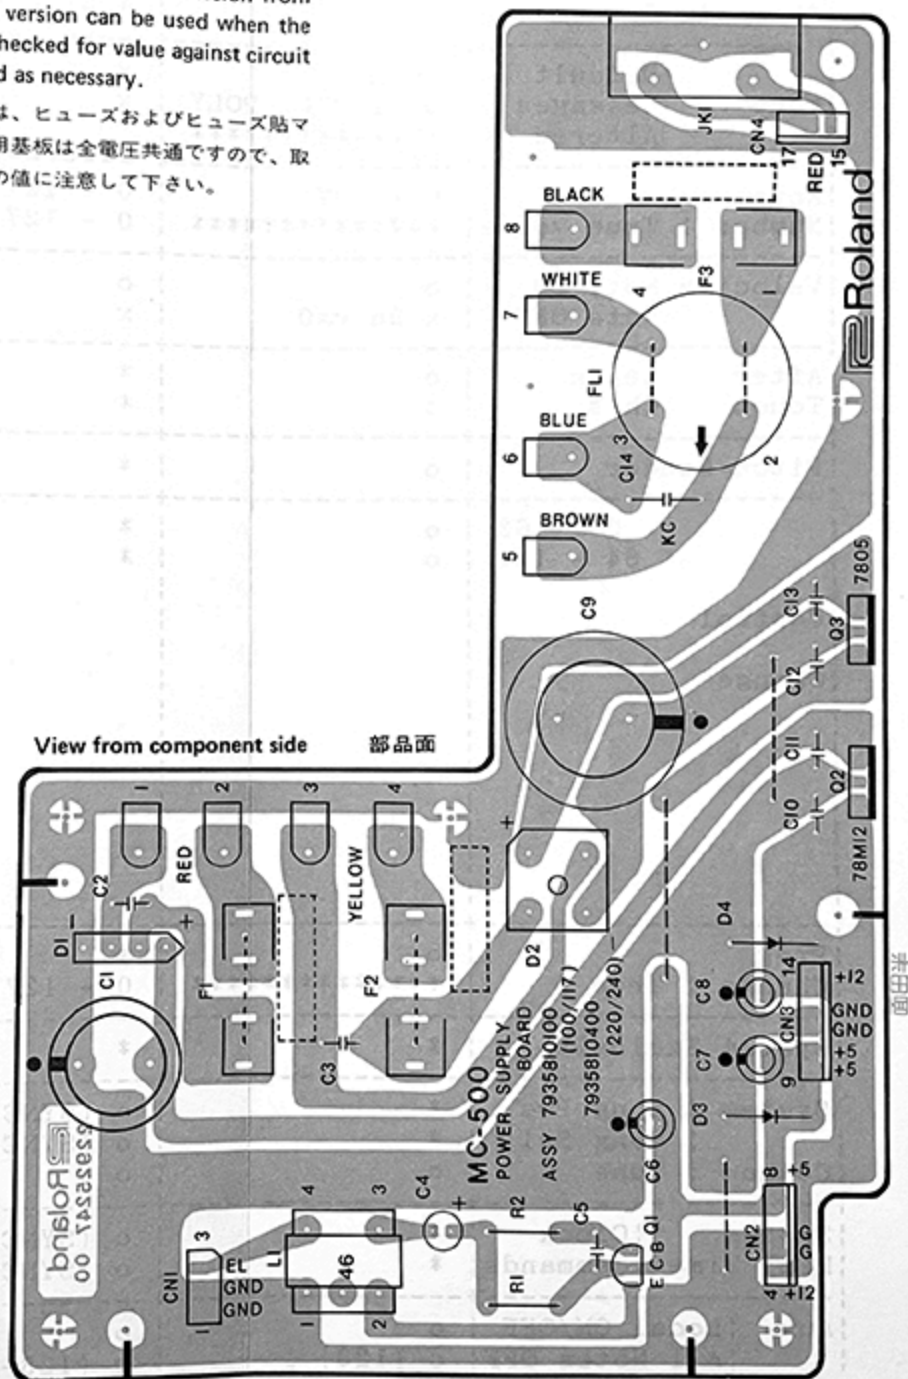 version can be used when the
hecked for value against circuit
d as necessary.
は、ヒューズおよびヒューズ貼マ
用基板は全電圧共通ですので、取
の値に注意して下さい。
JK1
CN4
17
RED
15
Roland
BLACK
8
F3
WHITE
7
4
1
FL1
BLUE
6
3
C14
2
BROWN
5
KC
C9
C13
7805
Q3
C12
C11
Q2
C10
78M12
View from component side
部品面
1
2
3
4
RED
YELLOW
C2
D1
-
+
C1
F1
F2
C3
+
D2
D4
C8
14
+12
CN3
GND
GND
C7
+5
9
+5
D3
MC-500
POWER SUPPLY
BOARD
ASSY 7935810100
(100/117)
7935810400
(220/240)
C6
22925247 00
Roland
CN1
3
EL
GND
GND
1
L1
4
3
46
1
2
C4
+
R2
R1
C5
E C B
Q1
CN2
8
+5
G
G
4
+12